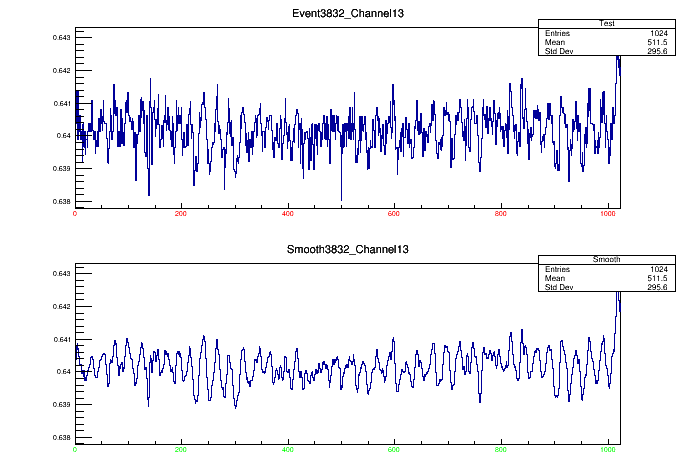 Event3832_Channel13
Test
Entries 1024
Mean 511.5
Std Dev 295.6
0.643
0.642
0.641
0.64
0.639
0.638
0 200 400 600 800 1000
Smooth3832_Channel13
Smooth
Entries 1024
Mean 511.5
Std Dev 295.6
0.643
0.642
0.641
0.64
0.639
0.638
0 200 400 600 800 1000